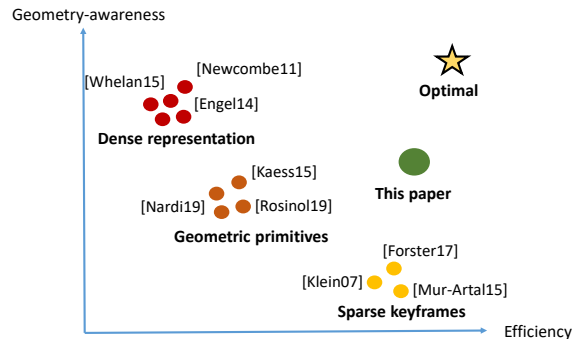 Geometry-awareness
[Newcombe11]
[Whelan15]
[Engel14]
Dense representation
Optimal
[Kaess15]
This paper
[Nardi19]
[Rosinol19]
Geometric primitives
[Forster17]
[Klein07]
[Mur-Artal15]
Sparse keyframes
Efficiency